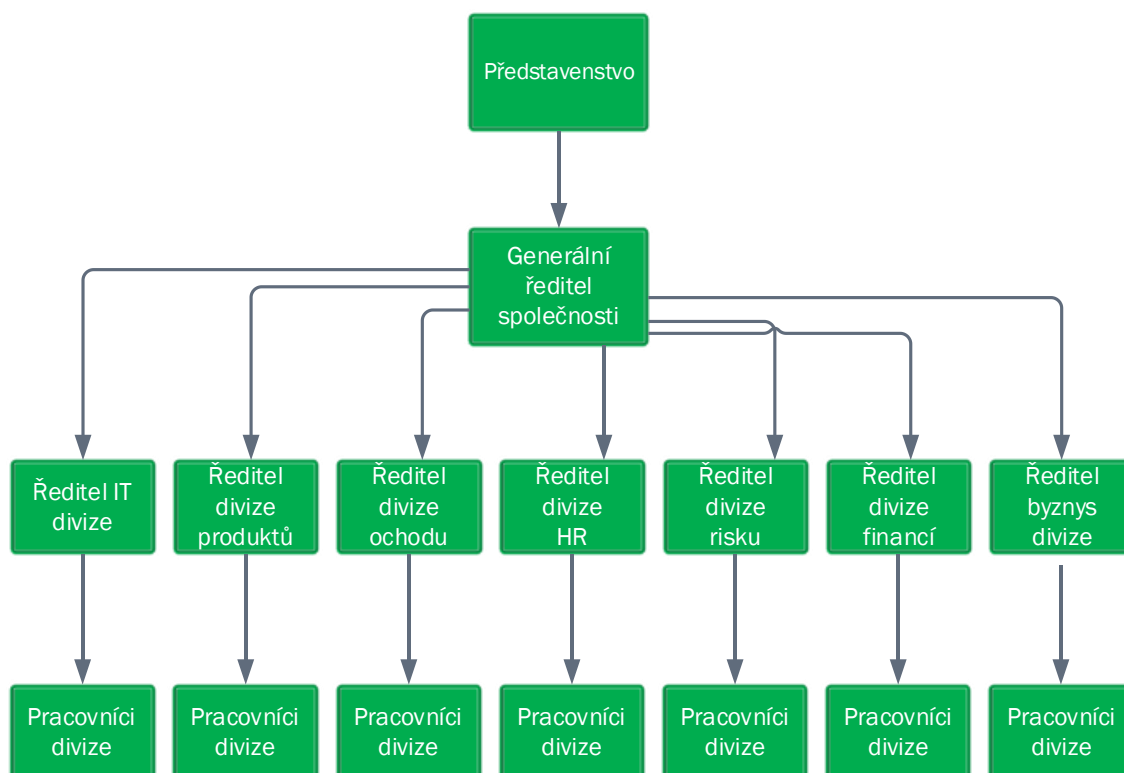 Představenstvo
Generální
ředitel
společnosti
Ředitel IT
divize
Ředitel
divize
produktů
Ředitel
divize
ochodu
Ředitel
divize
HR
Ředitel
divize
risku
Ředitel
divize
financí
Ředitel
byznys
divize
Pracovníci
divize
Pracovníci
divize
Pracovníci
divize
Pracovníci
divize
Pracovníci
divize
Pracovníci
divize
Pracovníci
divize